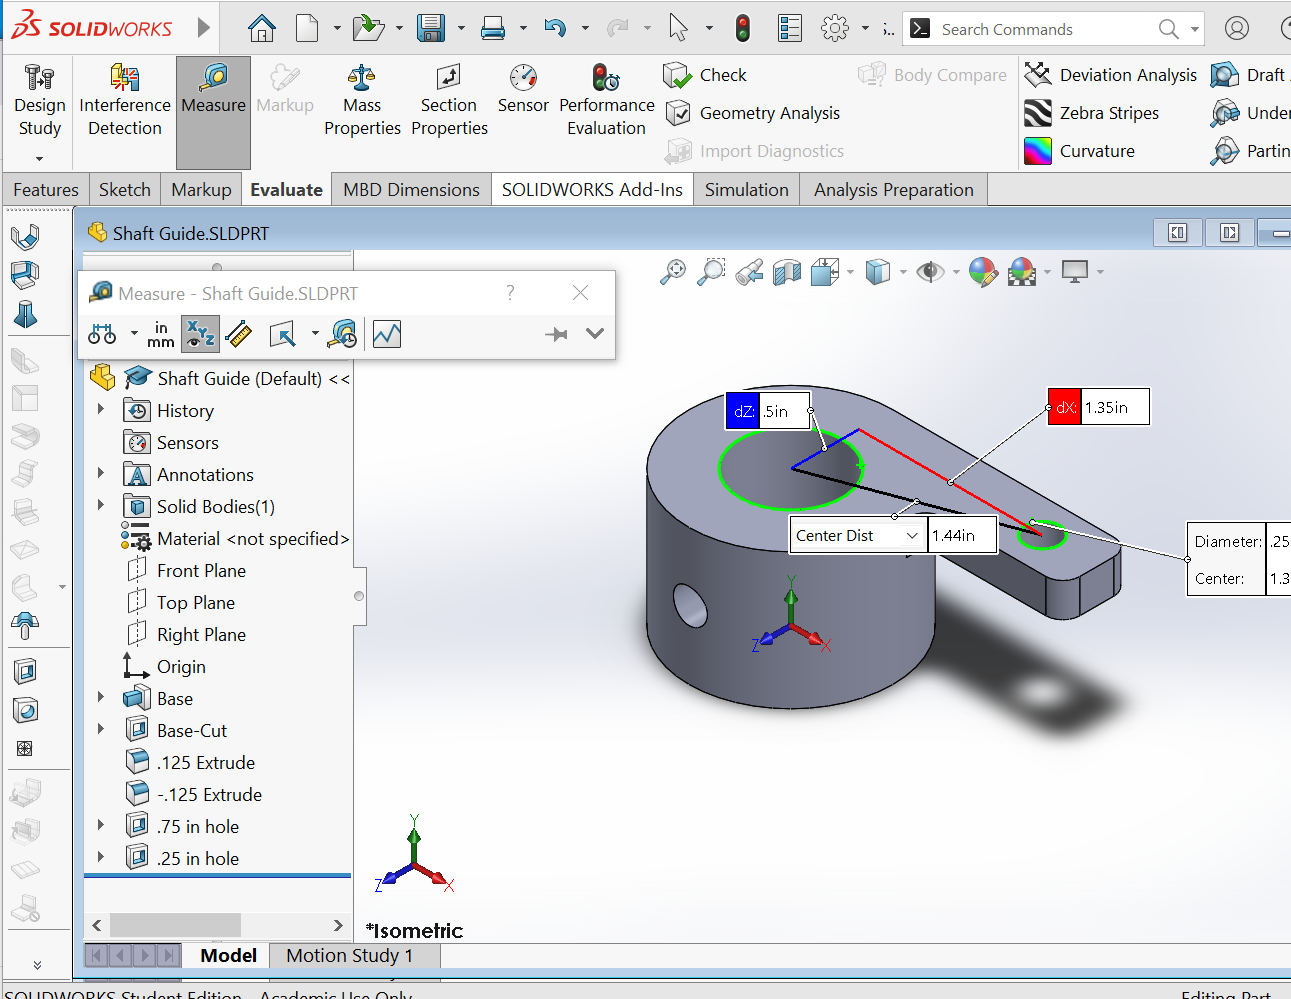 SOLIDWORKS
S..
Search Commands
Design Study
Interference Detection
Measure
Markup
Mass Properties
Section Properties
Sensor
Performance Evaluation
Check
Geometry Analysis
Import Diagnostics
Body Compare
Deviation Analysis
Zebra Stripes
Curvature
Draft
Under
Partin
Features
Sketch
Markup
Evaluate
MBD Dimensions
SOLIDWORKS Add-Ins
Simulation
Analysis Preparation
Shaft Guide.SLDPRT
Measure - Shaft Guide.SLDPRT
?
in
mm
XYZ
Shaft Guide (Default) <<
History
Sensors
Annotations
Solid Bodies(1)
Material <not specified>
Front Plane
Top Plane
Right Plane
Origin
Base
Base-Cut
.125 Extrude
-.125 Extrude
.75 in hole
.25 in hole
dZ: .5in
dX: 1.35in
Center Dist 1.44in
Diameter: .25
Center: 1.3
Y
Z
X
Y
Z
X
*Isometric
Model
Motion Study 1
SOLIDWORKS Student Edition - Academic Use Only
Editing Part